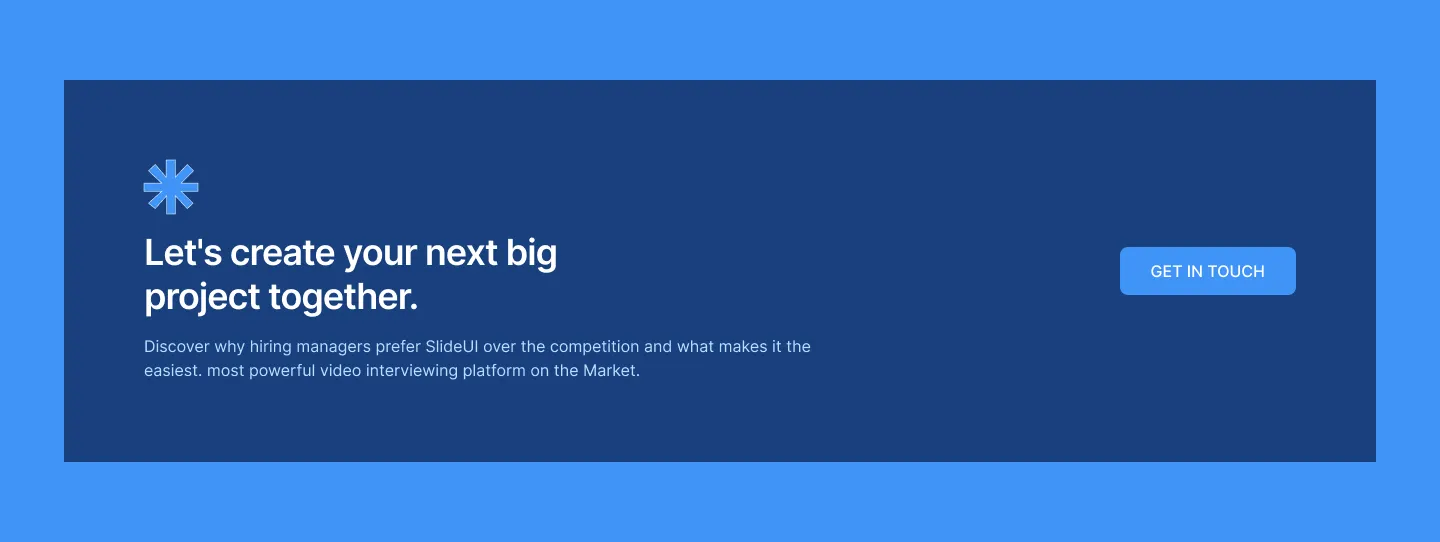 Let's create your next big
project together.
Discover why hiring managers prefer SlideUI over the competition and what makes it the
easiest. most powerful video interviewing platform on the Market.
GET IN TOUCH